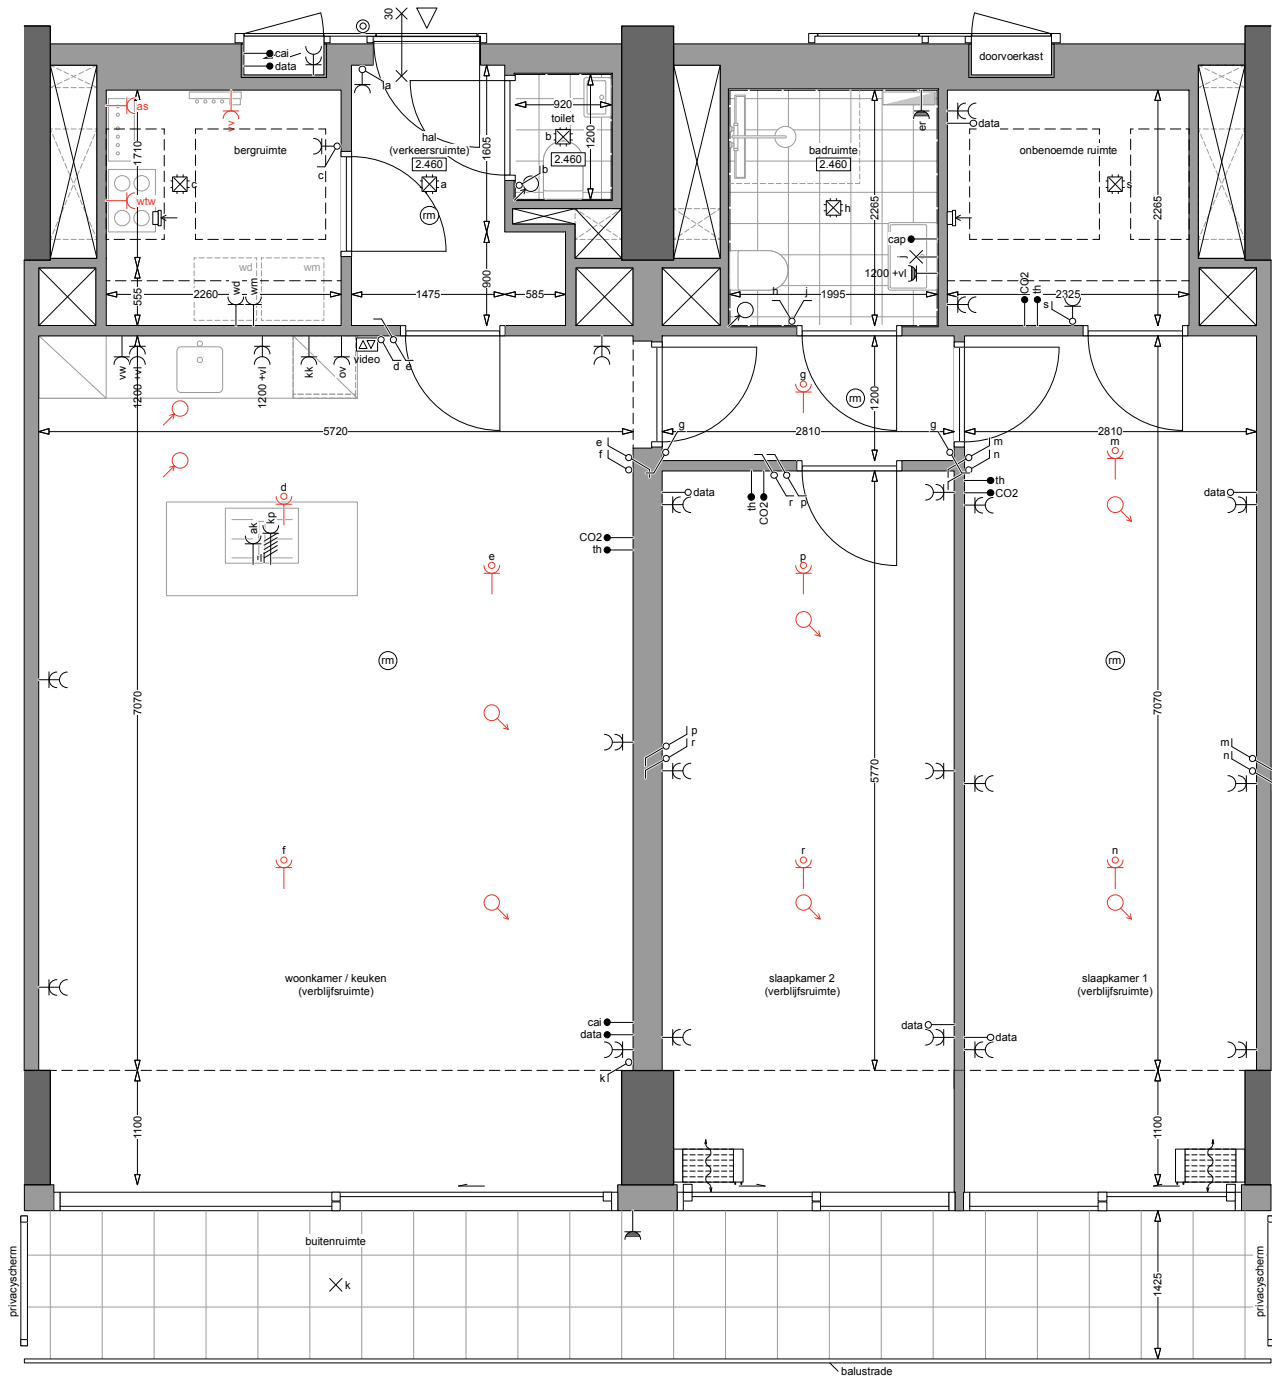 30
cai
data
la
as
vv
1710
bergruimte
c
wtw
c
hal
(verkeersruimte)
2.460
a
rm
1605
900
920
toilet
b
2.460
1200
b
wd
wm
555
2260
wd
wm
1475
585
badruimte
2.460
h
er
2265
cap
1200 +vl
1995
h
j
doorvoerkast
data
onbenoemde ruimte
s
2265
CO2
th
2325
s
vw
1200 +vl
1200 +vl
kk
ov
video
d
e
5720
d
ak
kp
e
f
g
g
rm
1200
2810
g
m
n
2810
m
th
CO2
data
data
th
CO2
r
p
CO2
th
e
p
rm
rm
7070
p
r
5770
7070
m
n
f
r
n
woonkamer / keuken
(verblijfsruimte)
slaapkamer 2
(verblijfsruimte)
slaapkamer 1
(verblijfsruimte)
cai
data
k
data
data
1100
1100
privacyscherm
buitenruimte
k
1425
privacyscherm
balustrade